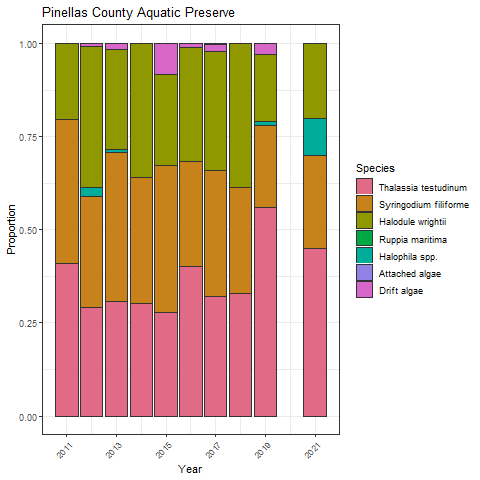 Pinellas County Aquatic Preserve
1.00
0.75
0.50
0.25
0.00
Proportion
2011
2013
2015
2017
2019
2021
Year
Species
Thalassia testudinum
Syringodium filiforme
Halodule wrightii
Ruppia maritima
Halophila spp.
Attached algae
Drift algae